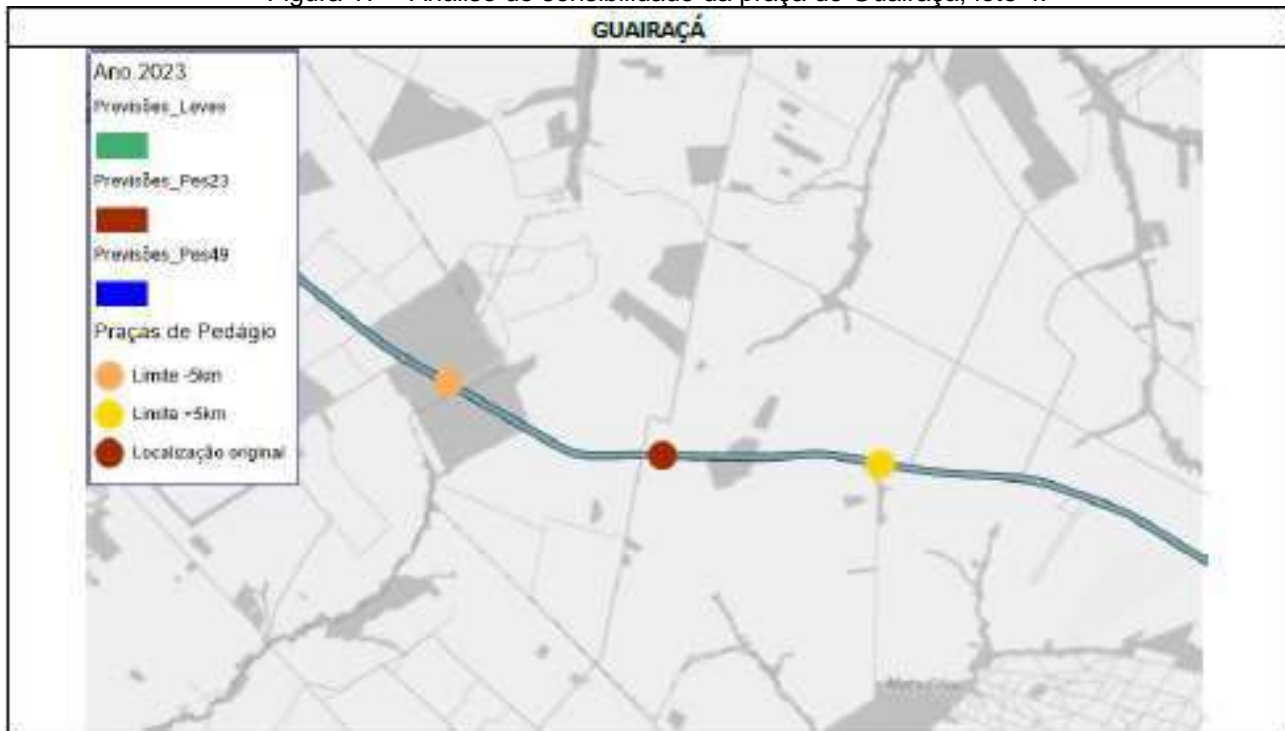 GUAIRAÇÁ
Ano 2023
Previsões_Leves
Previsões_Pes23
Previsões_Pes49
Praças de Pedágio
Limite -5km
Limite +5km
Localização original